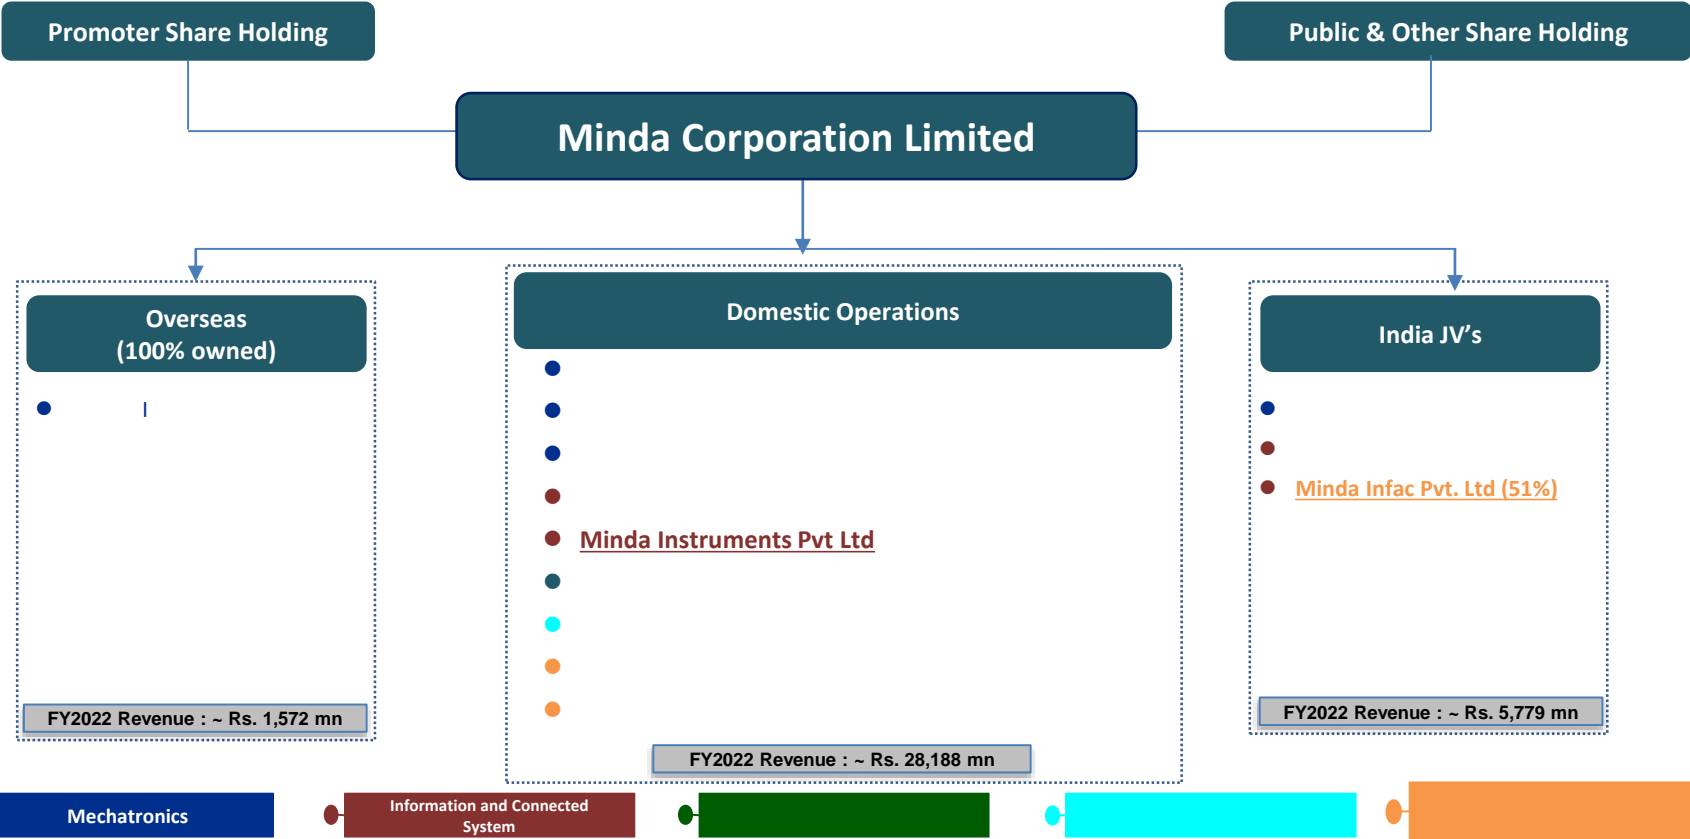 Promoter Share Holding
Public & Other Share Holding
Minda Corporation Limited
Overseas
(100% owned)
Domestic Operations
India JV's
Minda Infac Pvt. Ltd (51%)
Minda Instruments Pvt Ltd
FY2022 Revenue : ~ Rs. 1,572 mn
FY2022 Revenue : ~ Rs. 28,188 mn
FY2022 Revenue : ~ Rs. 5,779 mn
Mechatronics
Information and Connected
System